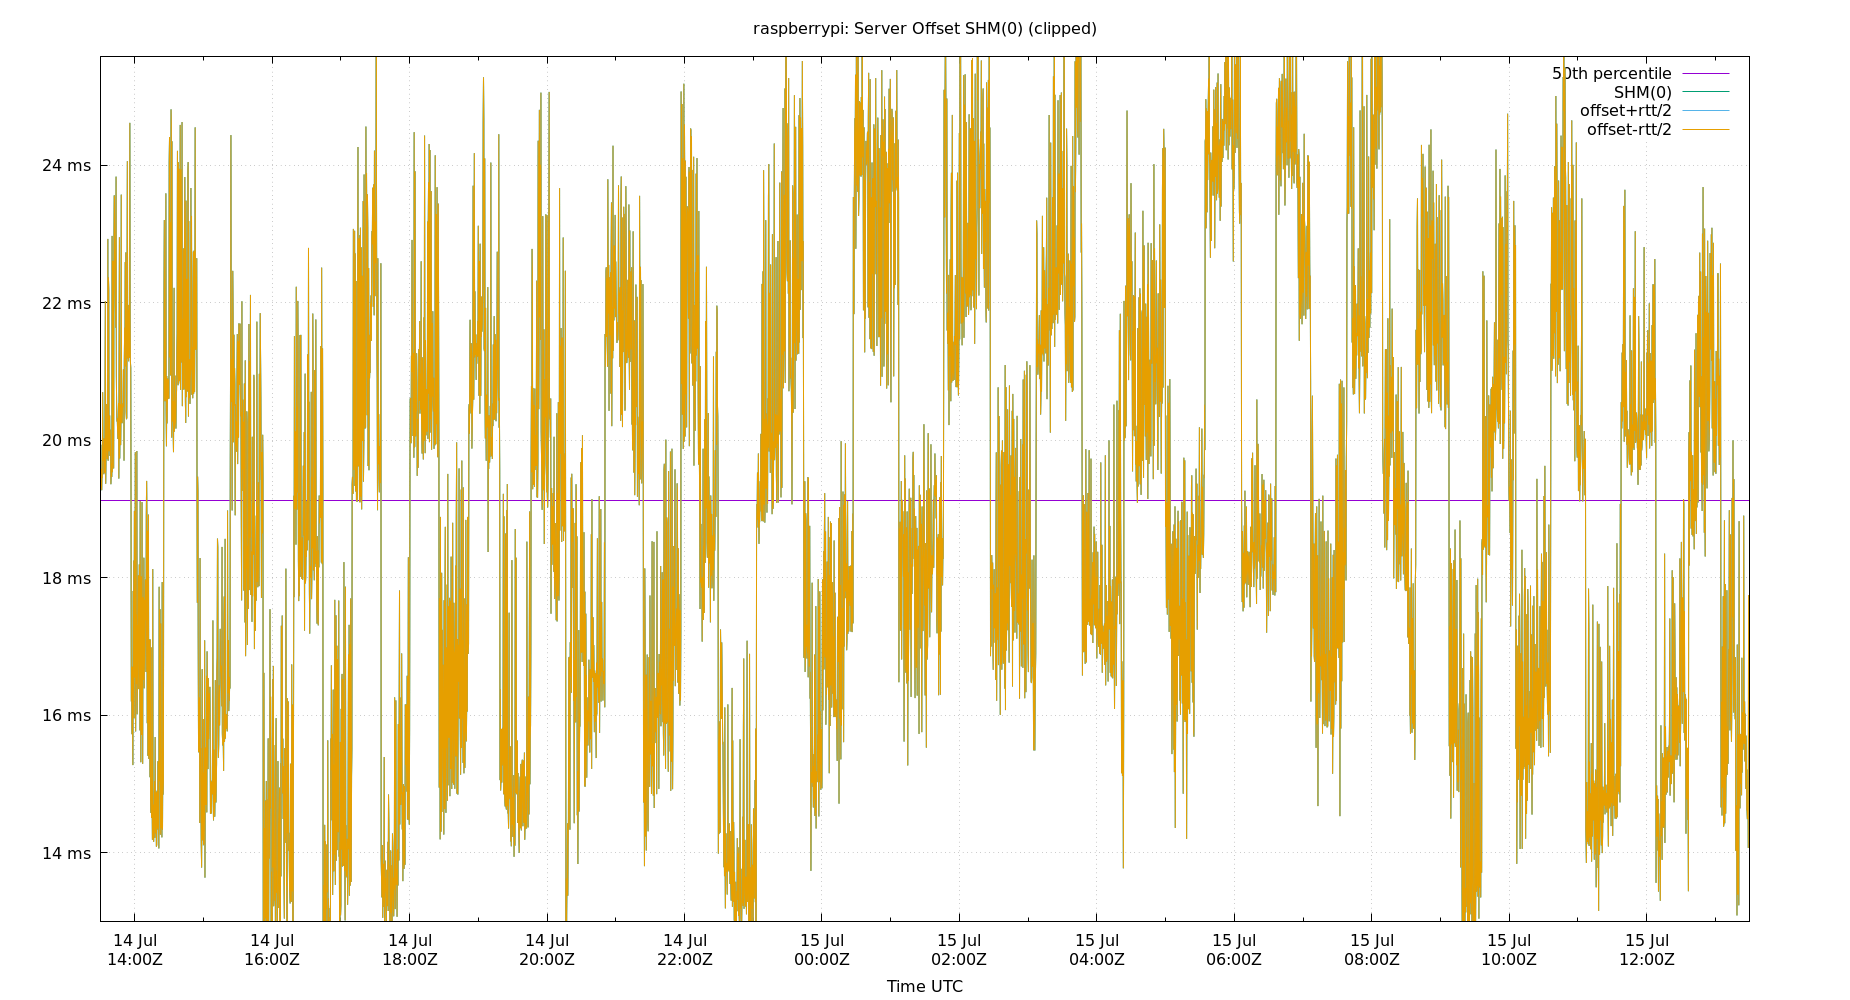 raspberrypi: Server Offset SHM(0) (clipped)
50th percentile
SHM(0)
offset+rtt/2
offset-rtt/2
24 ms
22 ms
20 ms
18 ms
16 ms
14 ms
14 Jul 14 Jul 14 Jul 14 Jul 14 Jul 15 Jul 15 Jul 15 Jul 15 Jul 15 Jul 15 Jul 15 Jul
14:00Z 16:00Z 18:00Z 20:00Z 22:00Z 00:00Z 02:00Z 04:00Z 06:00Z 08:00Z 10:00Z 12:00Z
Time UTC